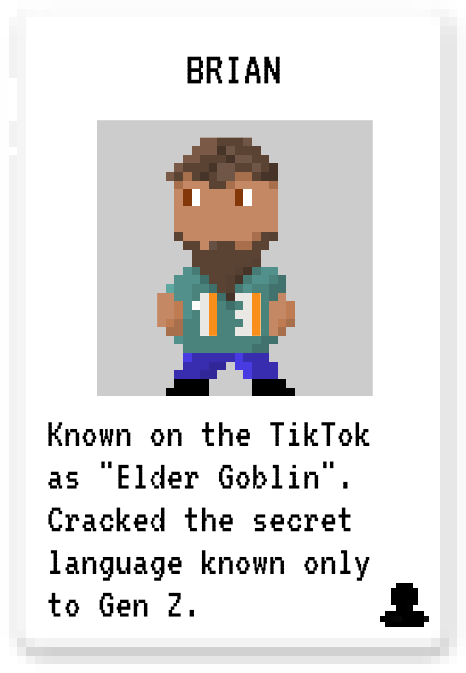 BRIAN
13
Known on the TikTok
as "Elder Goblin".
Cracked the secret
language known only
to Gen Z.